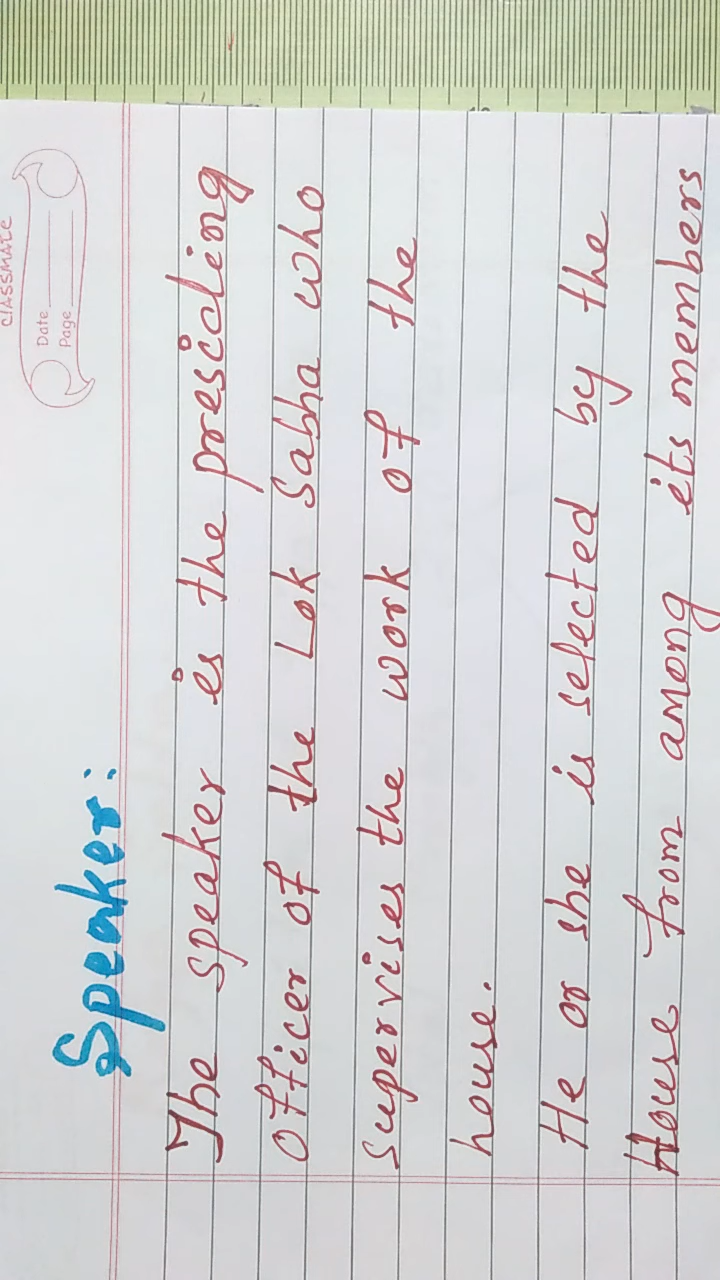 CLASSMATE
Date
Page
Speaker:
The speaker is the presiding
Officer of the Lok Sabha who
supervises the work of the
house.
He or she is selected by the
House from among its members